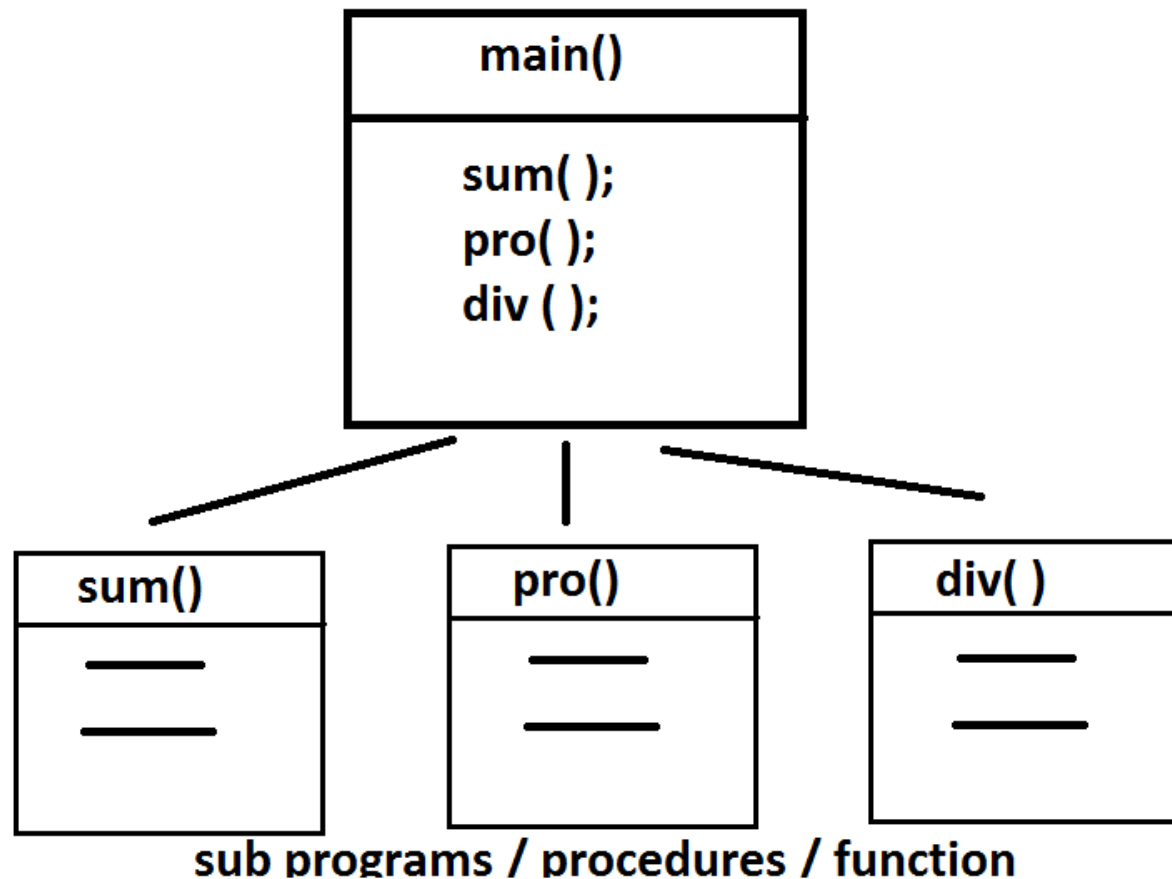 main()
sum( );
pro( );
div ( );
sum()
pro()
div( )
sub programs / procedures / function